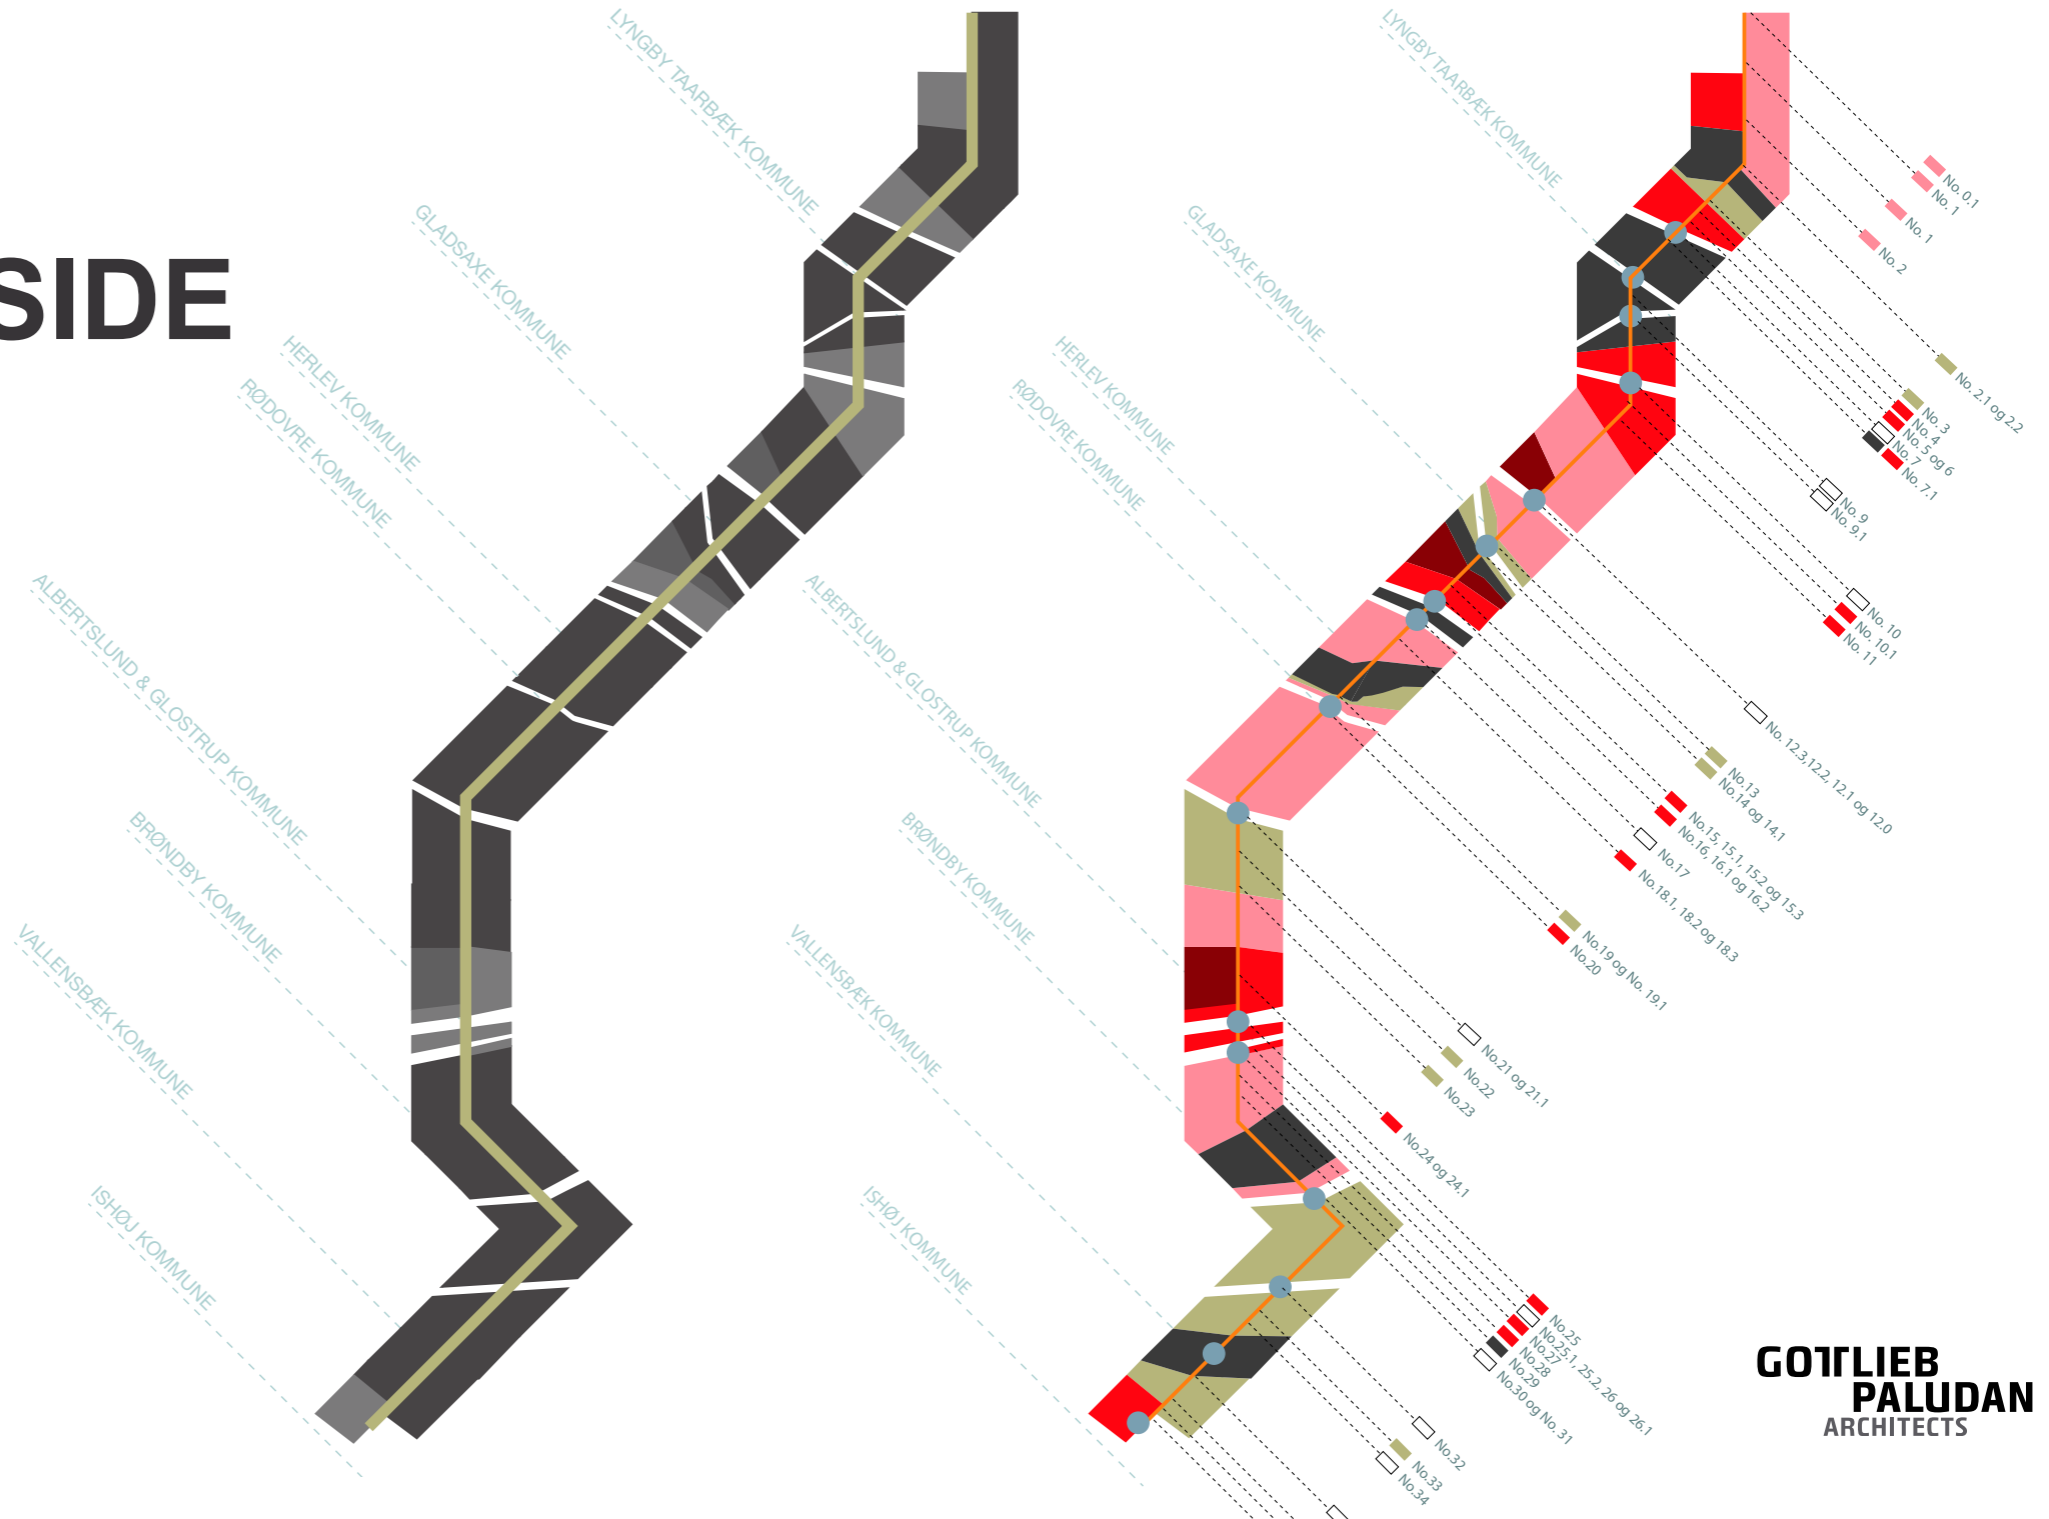 SIDE
LYNGBY TAARBÆK KOMMUNE
GLADSAXE KOMMUNE
HERLEV KOMMUNE
RØDOVRE KOMMUNE
ALBERTSLUND & GLOSTRUP KOMMUNE
BRØNDBY KOMMUNE
VALLENSBÆK KOMMUNE
ISHØJ KOMMUNE
LYNGBY TAARBÆK KOMMUNE
GLADSAXE KOMMUNE
HERLEV KOMMUNE
RØDOVRE KOMMUNE
ALBERTSLUND & GLOSTRUP KOMMUNE
BRØNDBY KOMMUNE
VALLENSBÆK KOMMUNE
ISHØJ KOMMUNE
No. 0.1
No. 1
No. 1
No. 2
No. 2.1 og 2.2
No. 3
No. 4
No. 5 og 6
No. 7
No. 7.1
No. 9
No. 9.1
No. 10
No. 10.1
No. 11
No. 12.3,12.2, 12.1 og 12.0
No.13
No.14 og 14.1
No.15, 15.1, 15.2 og 15.3
No.16, 16.1 og 16.2
No.17
No.18.1, 18.2 og 18.3
No.19 og No. 19.1
No.20
No.21 og 21.1
No.22
No.23
No.24 og 24.1
No.25
No.25.1, 25.2, 26 og 26.1
No.27
No.28
No.29
No.30 og No. 31
No.32
No.33
No.34
GOTTLIEB
PALUDAN
ARCHITECTS